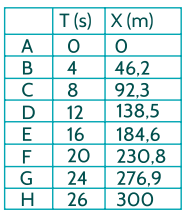 T (s) X (m)
A 0 0
B 4 46,2
C 8 92,3
D 12 138,5
E 16 184,6
F 20 230,8
G 24 276,9
H 26 300